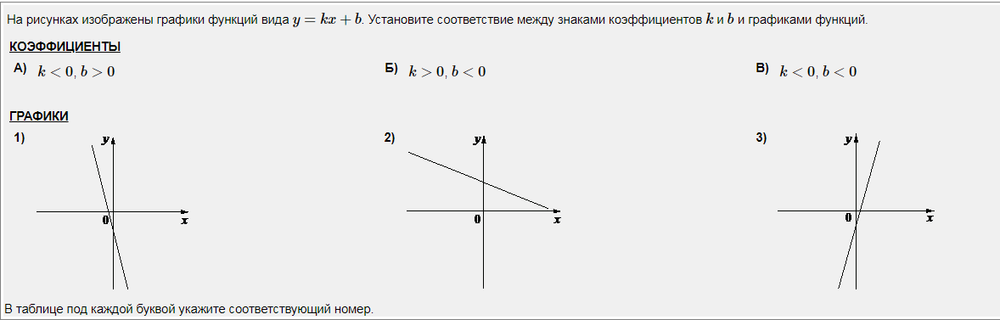 На рисунках изображены графики функций вида y = kx + b. Установите соответствие между знаками коэффициентов k и b и графиками функций.
КОЭФФИЦИЕНТЫ
А) k < 0, b > 0 Б) k > 0, b < 0 В) k < 0, b < 0
ГРАФИКИ
1) 2) 3)
y y y
0 x 0 x 0 x
В таблице под каждой буквой укажите соответствующий номер.